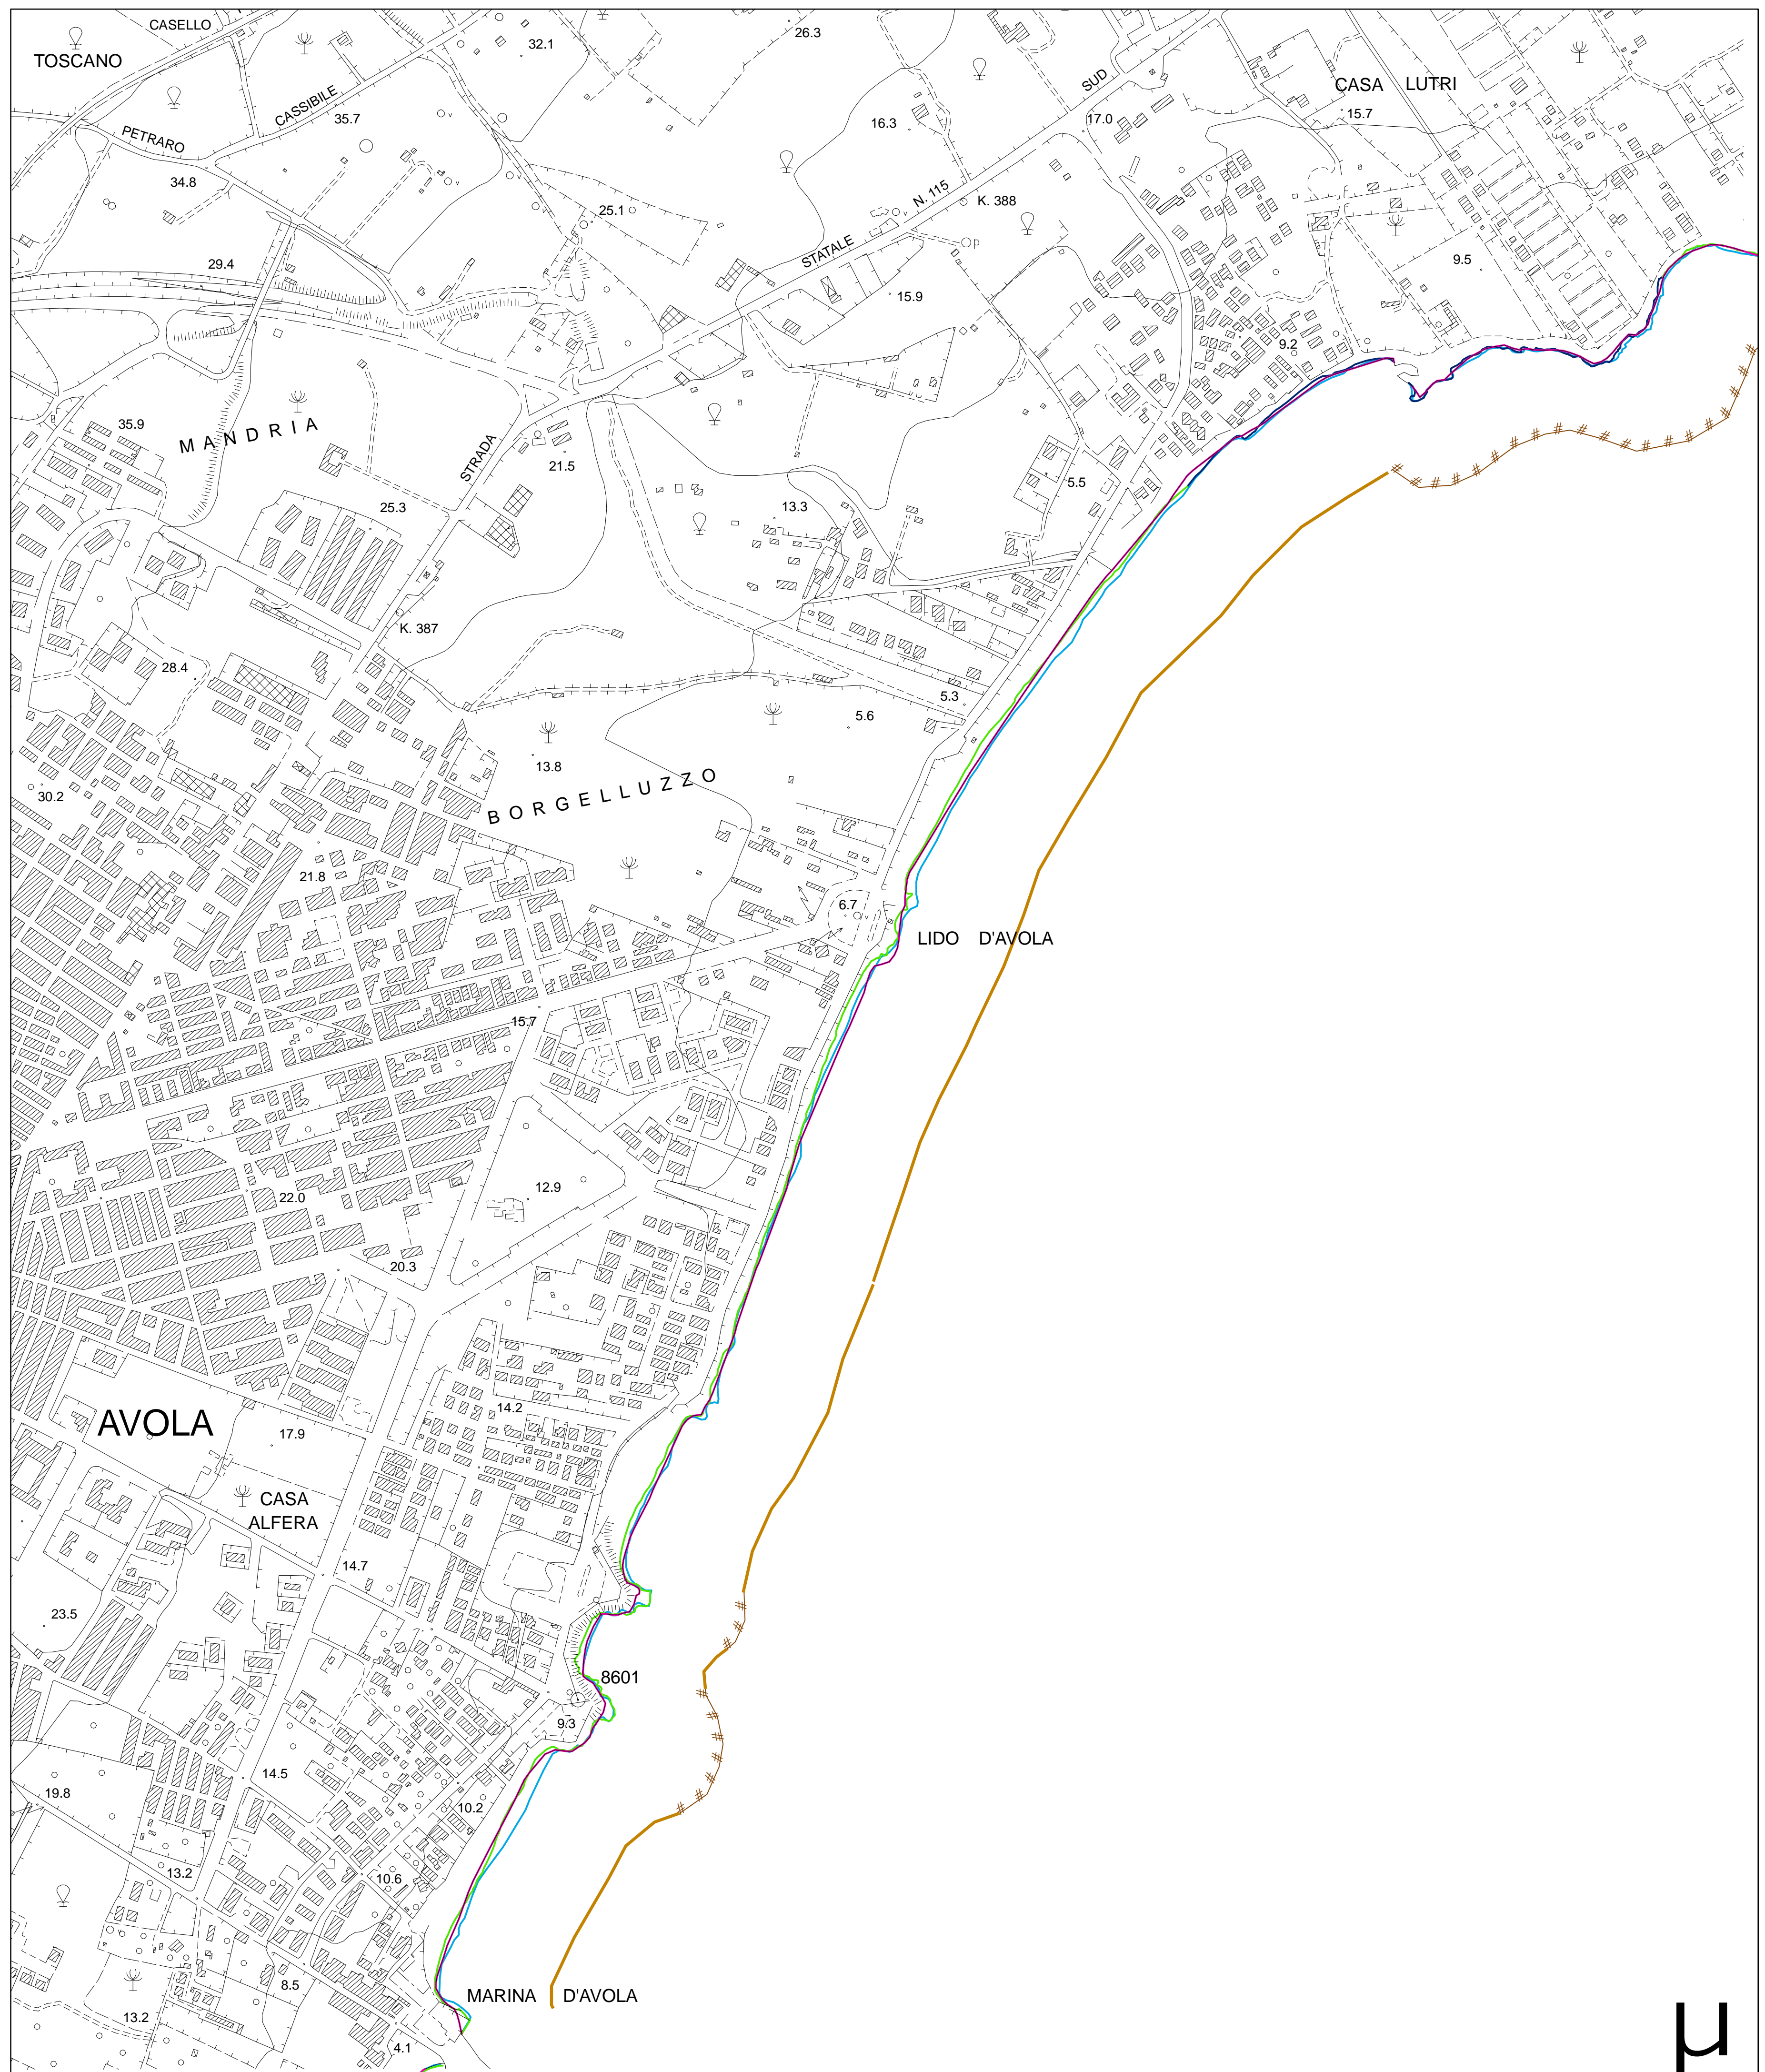 CASELLO
TOSCANO
32.1
26.3
SUD
CASA LUTRI
CASSIBILE
35.7
16.3
17.0
15.7
PETRARO
34.8
v
v
N. 115
K. 388
25.1
v
p
STATALE
29.4
9.5
15.9
9.2
35.9
MANDRIA
STRADA
21.5
5.5
25.3
13.3
K. 387
28.4
5.3
5.6
13.8
BORGELLUZZO
30.2
21.8
6.7
v
LIDO D'AVOLA
15.7
12.9
22.0
20.3
14.2
AVOLA
17.9
CASA
ALFERA
14.7
23.5
8601
9.3
14.5
19.8
10.2
13.2
10.6
8.5
MARINA D'AVOLA
13.2
4.1
µ